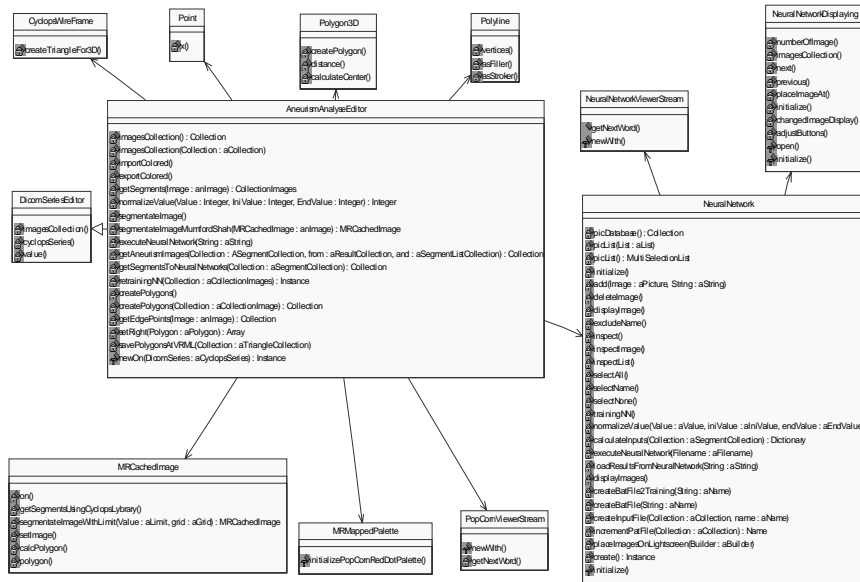 CyclopsWireFrame
createTriangleFor3D()
Point
x()
Polygon3D
createPolygon()
distance()
calculateCenter()
Polyline
vertices()
asFiller()
asStroker()
NeuralNetworkDisplaying
numberOfImage()
imagesCollection()
next()
previous()
placeImageAt()
initialize()
changedImageDisplay()
adjustButtons()
open()
initialize()
NeuralNetworkViewerStream
getNextWord()
newWith()
AneurismAnalyseEditor
imagesCollection() : Collection
imagesCollection(Collection : aCollection)
importColored()
exportColored()
getSegments(Image : anImage) : CollectionImages
normalizeValue(Value : Integer, IniValue : Integer, EndValue : Integer) : Integer
segmentateImage()
segmentateImageMumfordShah(MRCachedImage : anImage) : MRCachedImage
executeNeuralNetwork(String : aString)
getAneurismImages(Collection : ASegmentCollection, from : aResultCollection, and : aSegmentListCollection) : Collection
getSegmentsToNeuralNetworks(Collection : aSegmentCollection) : Collection
retrainingNN(Collection : aCollectionImages) : Instance
createPolygons()
createPolygons(Collection : aCollectionImage) : Collection
getEdgePoints(Image : anImage) : Collection
setRight(Polygon : aPolygon) : Array
savePolygonsAtVRML(Collection : aTriangleCollection)
newOn(DicomSeries : aCyclopsSeries) : Instance
DicomSeriesEditor
imagesCollection()
cyclopsSeries()
value()
NeuralNetwork
picDatabase() : Collection
picList(List : aList)
picList() : MultiSelectionList
initialize()
add(Image : aPicture, String : aString)
deleteImage()
displayImage()
excludeName()
inspect()
inspectImage()
inspectList()
selectAll()
selectName()
selectNone()
trainingNN()
normalizeValue(Value : aValue, iniValue : aIniValue, endValue : aEndValue
calculateInputs(Collection : aSegmentCollection) : Dictionary
executeNeuralNetwork(Filename : aFilename)
loadResultsFromNeuralNetwork(String : aString)
displayImages()
createBatFile2Training(String : aName)
createBatFile(String : aName)
createInputFile(Collection : aCollection, name : aName)
incrementPatFile(Collection : aCollection) : Name
placeImagesOnLightscreen(Builder : aBuilder)
create() : Instance
initialize()
MRCachedImage
on()
getSegmentsUsingCyclopsLybrary()
segmentateImageWithLimit(Value : aLimit, grid : aGrid) : MRCachedImage
setImage()
calcPolygon()
polygon()
MRMappedPalette
initializePopCornRedDotPalette()
PopCornViewerStream
newWith()
getNextWord()